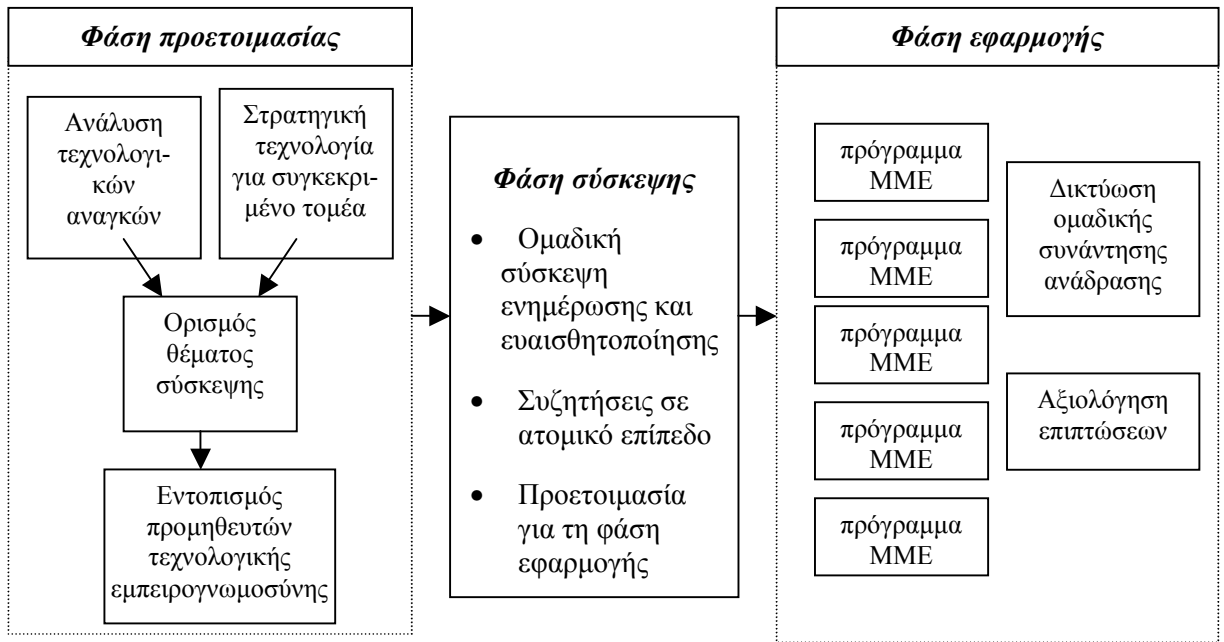 Φάση προετοιμασίας
Ανάλυση
τεχνολογι-
κών
αναγκών
Στρατηγική
τεχνολογία
για συγκεκρι-
μένο τομέα
Ορισμός
θέματος
σύσκεψης
Εντοπισμός
προμηθευτών
τεχνολογικής
εμπειρογνωμοσύνης
Φάση σύσκεψης
• Ομαδική
σύσκεψη
ενημέρωσης και
ευαισθητοποίησης
• Συζητήσεις σε
ατομικό επίπεδο
• Προετοιμασία
για τη φάση
εφαρμογής
Φάση εφαρμογής
πρόγραμμα
ΜΜΕ
πρόγραμμα
ΜΜΕ
πρόγραμμα
ΜΜΕ
πρόγραμμα
ΜΜΕ
πρόγραμμα
ΜΜΕ
Δικτύωση
ομαδικής
συνάντησης
ανάδρασης
Αξιολόγηση
επιπτώσεων